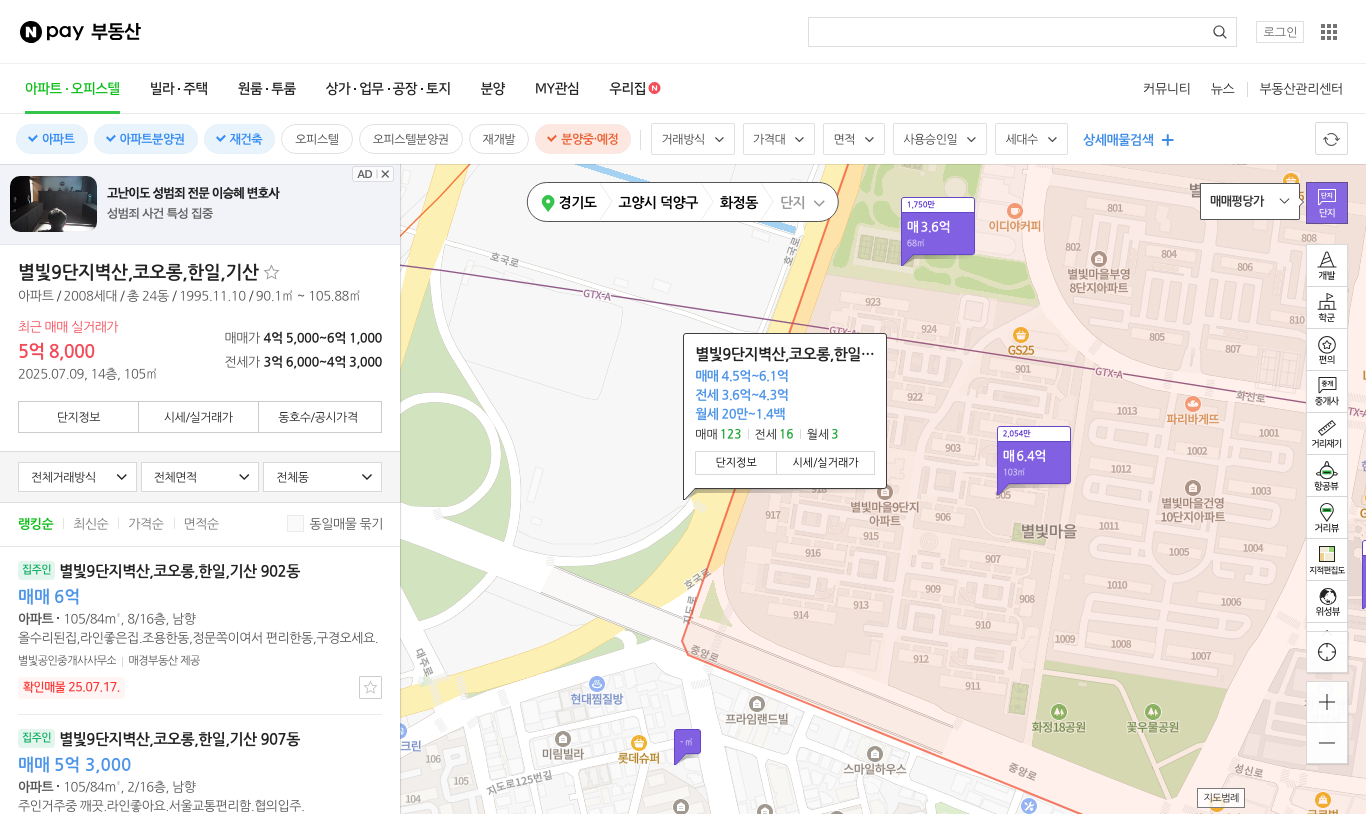 N pay 부동산
로그인
아파트·오피스텔 빌라·주택 원룸·투룸 상가·업무·공장·토지 분양 MY관심 우리집 N
커뮤니티 뉴스 부동산관리센터
아파트 아파트분양권 재건축 오피스텔 오피스텔분양권 재개발 분양중·예정
거래방식 가격대 면적 사용승인일 세대수 상세매물검색
AD
고난이도 성범죄 전문 이승혜 변호사
성범죄 사건 특성 집중
별빛9단지벽산,코오롱,한일,기산
아파트 / 2008세대 / 총 24동 / 1995.11.10 / 90.1㎡ ~ 105.88㎡
최근 매매 실거래가
5억 8,000
2025.07.09, 14층, 105㎡
매매가 4억 5,000~6억 1,000
전세가 3억 6,000~4억 3,000
단지정보 시세/실거래가 동호수/공시가격
전체거래방식 전체면적 전체동
랭킹순 최신순 가격순 면적순 동일매물 묶기
집주인 별빛9단지벽산,코오롱,한일,기산 902동
매매 6억
아파트 · 105/84m², 8/16층, 남향
올수리된집,라인좋은집.조용한동,정문쪽이여서 편리한동,구경오세요.
별빛공인중개사사무소 매경부동산 제공
확인매물 25.07.17.
집주인 별빛9단지벽산,코오롱,한일,기산 907동
매매 5억 3,000
아파트 · 105/84m², 2/16층, 남향
주인거주중 깨끗.라인좋아요.서울교통편리함.협의입주.
경기도 고양시 덕양구 화정동 단지
매매평당가
단지
단지
개발
학군
편의
중개
중개사
거리재기
항공뷰
거리뷰
지적편집도
위성뷰
지도범례
1,750만
매 3.6억
68㎡
2,054만
매 6.4억
103㎡
- ㎡
별빛9단지벽산,코오롱,한일…
매매 4.5억~6.1억
전세 3.6억~4.3억
월세 20만~1.4백
매매 123 전세 16 월세 3
단지정보 시세/실거래가
호국로
호국로
GTX-A
GTX-A
GTX-A
이디야커피
801
802
804
806
별빛마을부영
8단지아파트
810
805
807
923
924
GS25
901
922
화신로
파리바게뜨
1013
1002
1001
903
별빛마을9단지
아파트
917
915
906
905
별빛마을
별빛마을건영
10단지아파트
1003
1011
1005
1004
916
909
908
1010
1006
914
913
910
1009
1008
1007
912
911
화정18공원
꽃우물공원
호국로
지도로
중앙로
중앙로
성신로
대주로
현대찜질방
프라임랜드빌
미림빌라
롯데슈퍼
스마일하우스
지도로125번길
크린
106
105
104